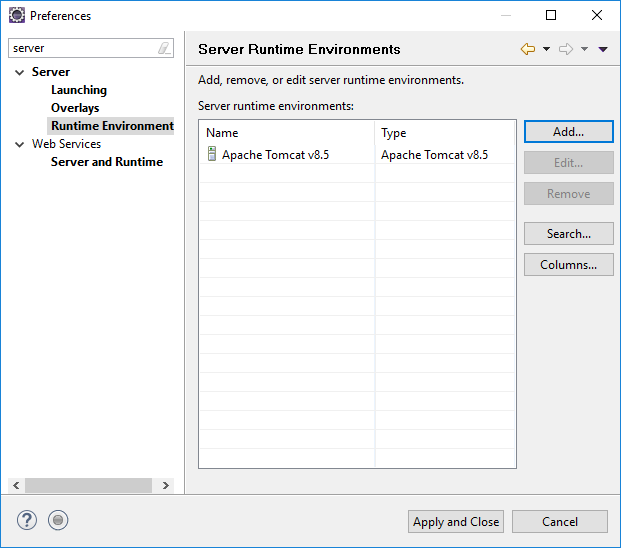 Preferences
server
Server
Launching
Overlays
Runtime Environment
Web Services
Server and Runtime
Server Runtime Environments
Add, remove, or edit server runtime environments.
Server runtime environments:
Name Type
Apache Tomcat v8.5 Apache Tomcat v8.5
Add...
Edit...
Remove
Search...
Columns...
?
Apply and Close Cancel